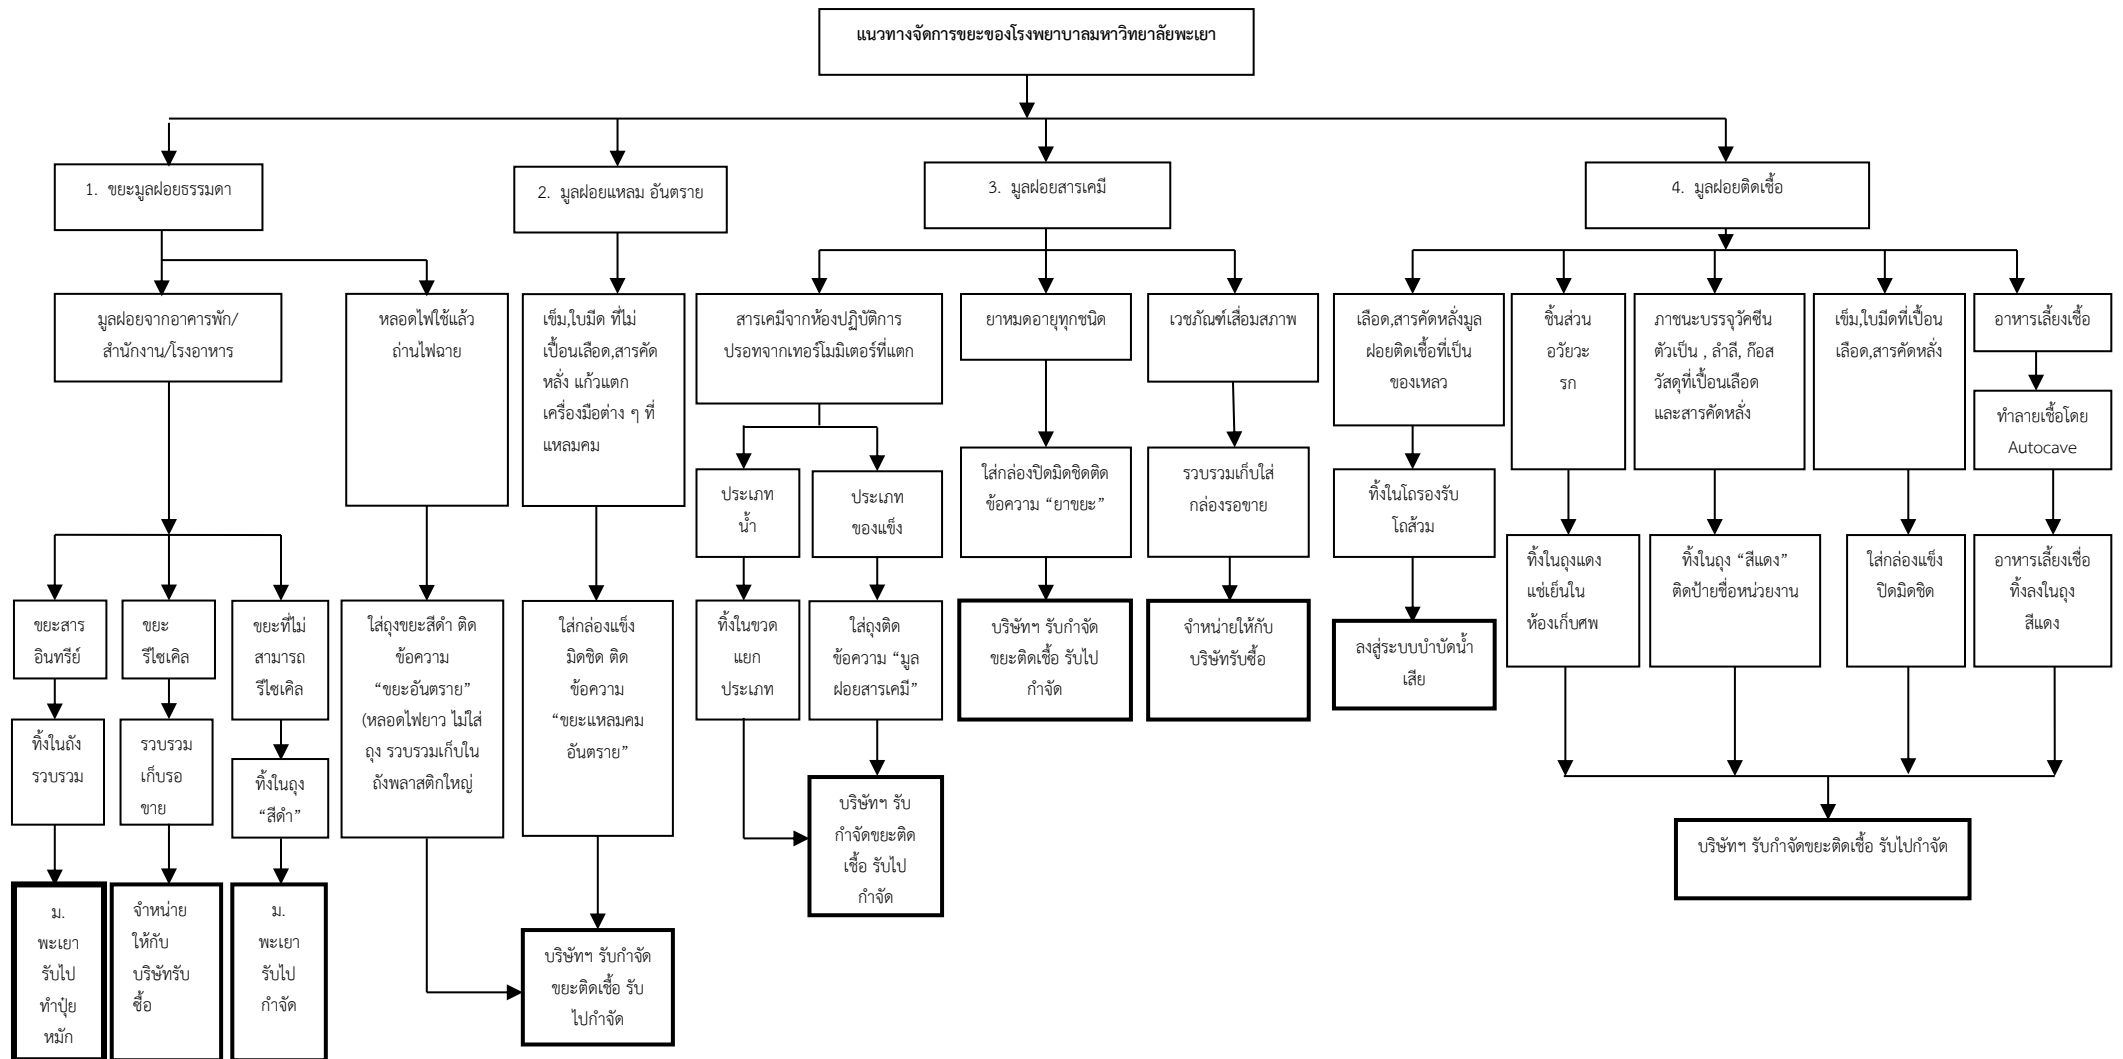 แนวทางจัดการขยะของโรงพยาบาลมหาวิทยาลัยพะเยา
1. ขยะมูลฝอยธรรมดา
2. มูลฝอยแหลม อันตราย
3. มูลฝอยสารเคมี
4. มูลฝอยติดเชื้อ
มูลฝอยจากอาคารพัก/
สำนักงาน/โรงอาหาร
หลอดไฟใช้แล้ว
ถ่านไฟฉาย
เข็ม,ใบมีด ที่ไม่
เปื้อนเลือด,สารคัด
หลั่ง แก้วแตก
เครื่องมือต่าง ๆ ที่
แหลมคม
สารเคมีจากห้องปฏิบัติการ
ปรอทจากเทอร์โมมิเตอร์ที่แตก
ยาหมดอายุทุกชนิด
เวชภัณฑ์เสื่อมสภาพ
เลือด,สารคัดหลั่งมูล
ฝอยติดเชื้อที่เป็น
ของเหลว
ชิ้นส่วน
อวัยวะ
รก
ภาชนะบรรจุวัคซีน
ตัวเป็น , ลำลี, ก๊อส
วัสดุที่เปื้อนเลือด
และสารคัดหลั่ง
เข็ม,ใบมีดที่เปื้อน
เลือด,สารคัดหลั่ง
อาหารเลี้ยงเชื้อ
ทำลายเชื้อโดย
Autocave
ประเภท
น้ำ
ประเภท
ของแข็ง
ใส่กล่องปิดมิดชิดติด
ข้อความ “ยาขยะ”
รวบรวมเก็บใส่
กล่องรอขาย
ทิ้งในโถรองรับ
โถส้วม
ขยะสาร
อินทรีย์
ขยะ
รีไซเคิล
ขยะที่ไม่
สามารถ
รีไซเคิล
ใส่ถุงขยะสีดำ ติด
ข้อความ
“ขยะอันตราย”
(หลอดไฟยาว ไม่ใส่
ถุง รวบรวมเก็บใน
ถังพลาสติกใหญ่
ใส่กล่องแข็ง
มิดชิด ติด
ข้อความ
“ขยะแหลมคม
อันตราย”
ทิ้งในขวด
แยก
ประเภท
ใส่ถุงติด
ข้อความ “มูล
ฝอยสารเคมี”
บริษัทฯ รับกำจัด
ขยะติดเชื้อ รับไป
กำจัด
จำหน่ายให้กับ
บริษัทรับซื้อ
ลงสู่ระบบบำบัดน้ำ
เสีย
ทิ้งในถุงแดง
แช่เย็นใน
ห้องเก็บศพ
ทิ้งในถุง “สีแดง”
ติดป้ายชื่อหน่วยงาน
ใส่กล่องแข็ง
ปิดมิดชิด
อาหารเลี้ยงเชื่อ
ทิ้งลงในถุง
สีแดง
ทิ้งในถัง
รวบรวม
รวบรวม
เก็บรอ
ขาย
ทิ้งในถุง
“สีดำ”
บริษัทฯ รับ
กำจัดขยะติด
เชื้อ รับไป
กำจัด
บริษัทฯ รับกำจัดขยะติดเชื้อ รับไปกำจัด
ม.
พะเยา
รับไป
ทำปุ๋ย
หมัก
จำหน่าย
ให้กับ
บริษัทรับ
ซื้อ
ม.
พะเยา
รับไป
กำจัด
บริษัทฯ รับกำจัด
ขยะติดเชื้อ รับ
ไปกำจัด